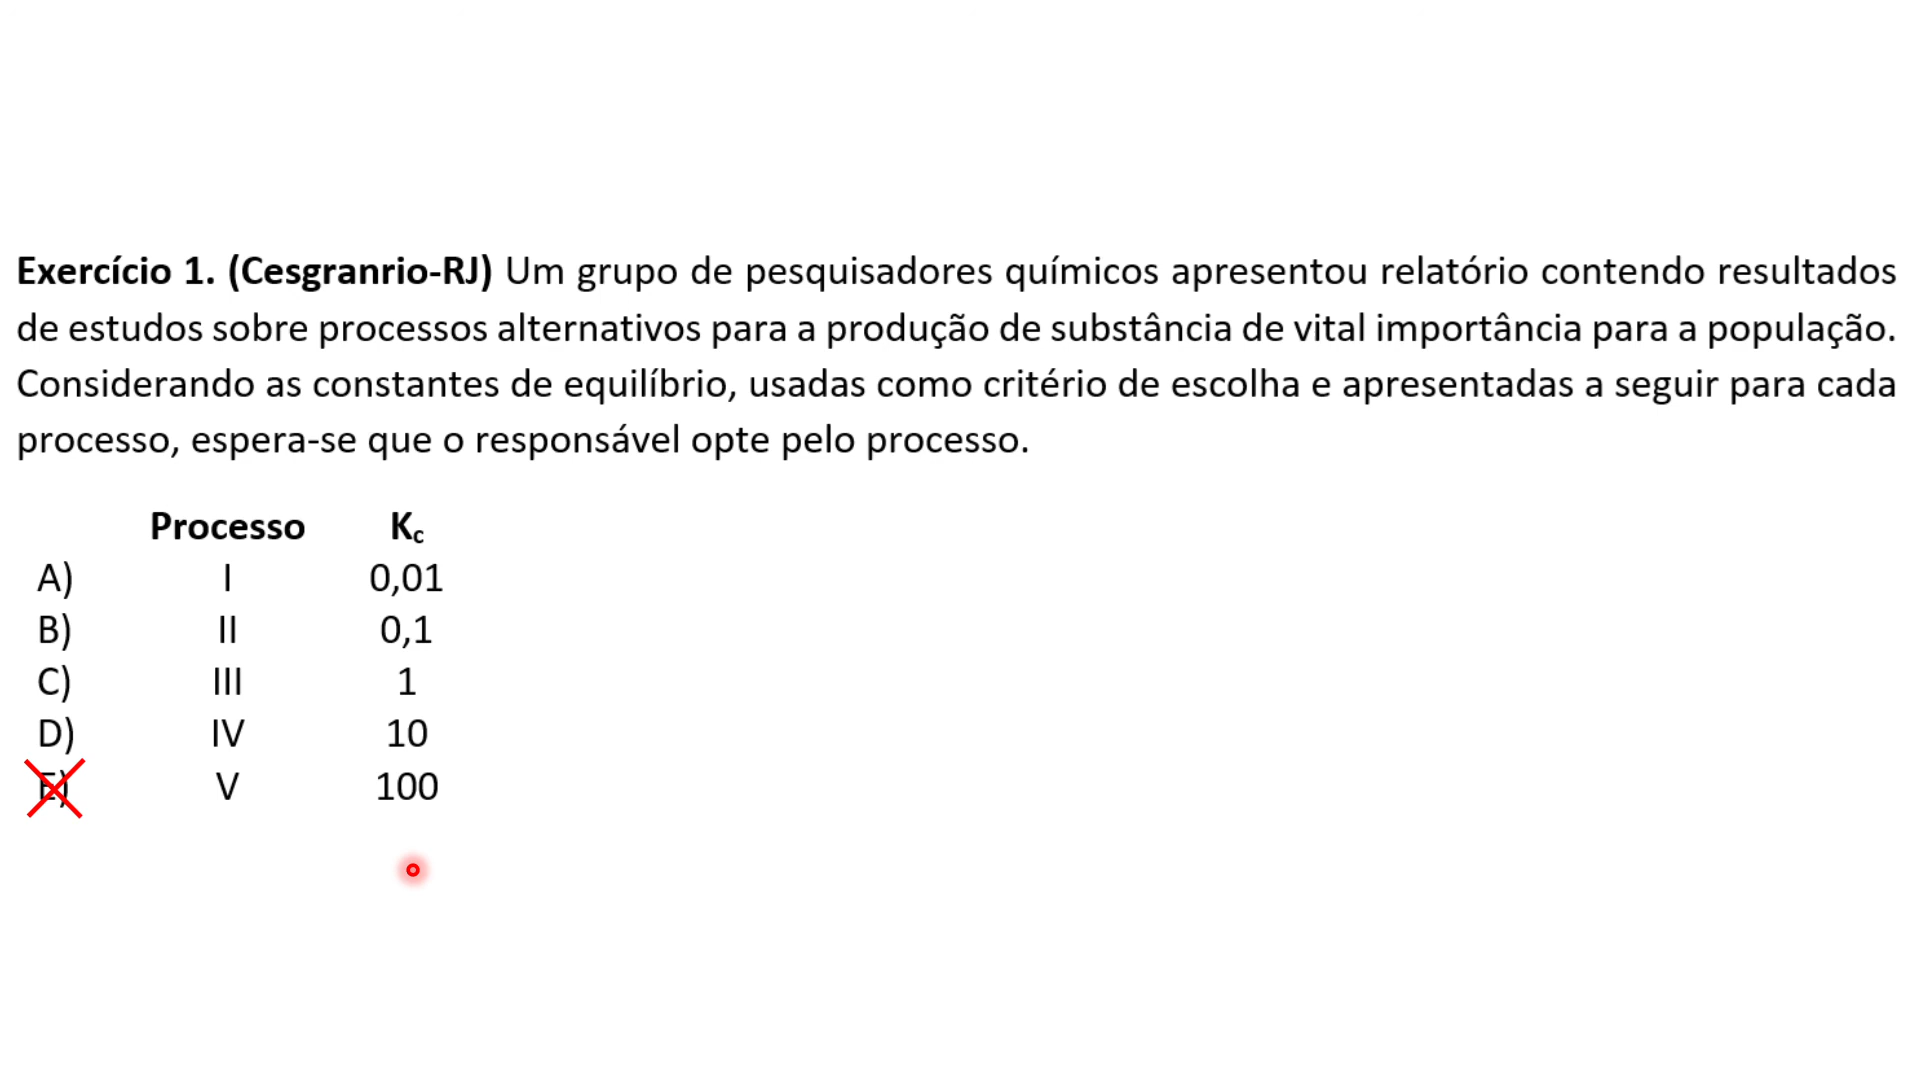 Exercício 1. (Cesgranrio-RJ) Um grupo de pesquisadores químicos apresentou relatório contendo resultados
de estudos sobre processos alternativos para a produção de substância de vital importância para a população.
Considerando as constantes de equilíbrio, usadas como critério de escolha e apresentadas a seguir para cada
processo, espera-se que o responsável opte pelo processo.
Processo Kc
A) I 0,01
B) II 0,1
C) III 1
D) IV 10
E) V 100